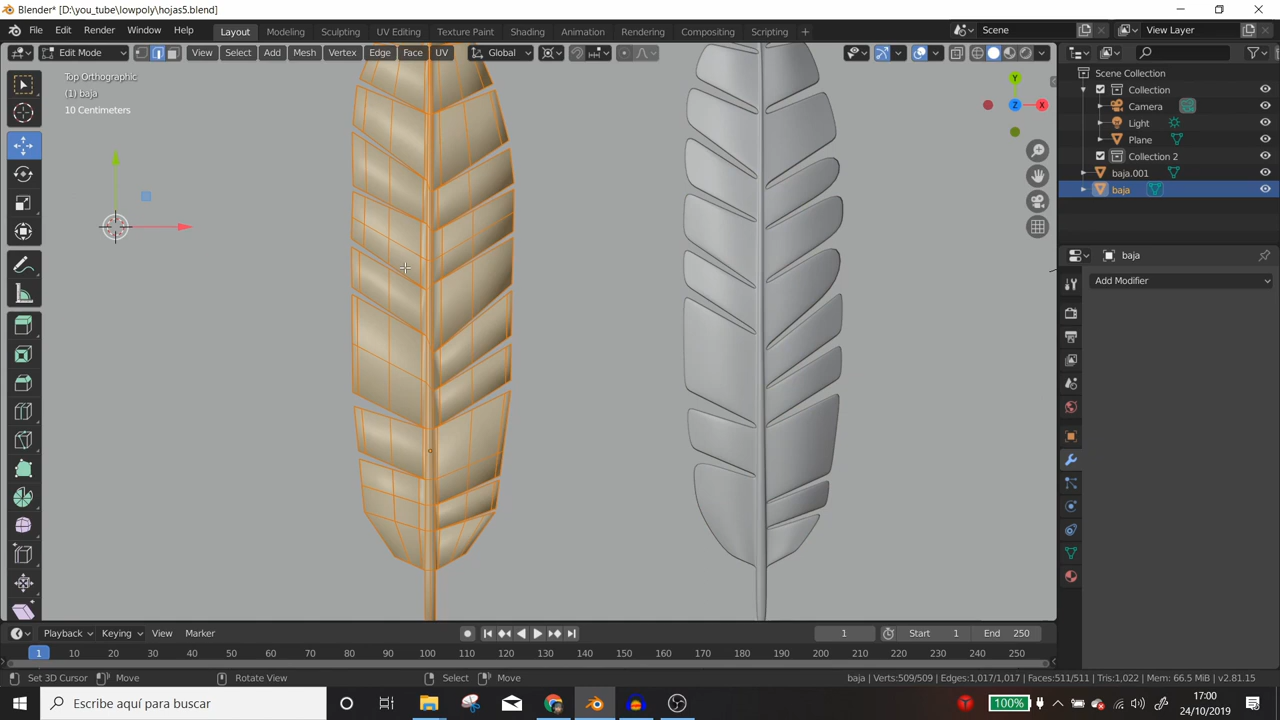 Blender* [D:\you_tube\lowpoly\hojas5.blend]
File Edit Render Window Help Layout Modeling Sculpting UV Editing Texture Paint Shading Animation Rendering Compositing Scripting + Scene View Layer
Edit Mode View Select Add Mesh Vertex Edge Face UV Global
Top Orthographic
(1) baja
10 Centimeters
Y
X
Z
Scene Collection
Collection
Camera
Light
Plane
Collection 2
baja.001
baja
baja
Add Modifier
Playback Keying View Marker 1 Start 1 End 250
1 10 20 30 40 50 60 70 80 90 100 110 120 130 140 150 160 170 180 190 200 210 220 230 240 250
Set 3D Cursor Move Rotate View Select Move baja | Verts:509/509 | Edges:1,017/1,017 | Faces:511/511 | Tris:1,022 | Mem: 66.5 MiB | v2.81.15
Escribe aquí para buscar 100% 17:00
24/10/2019